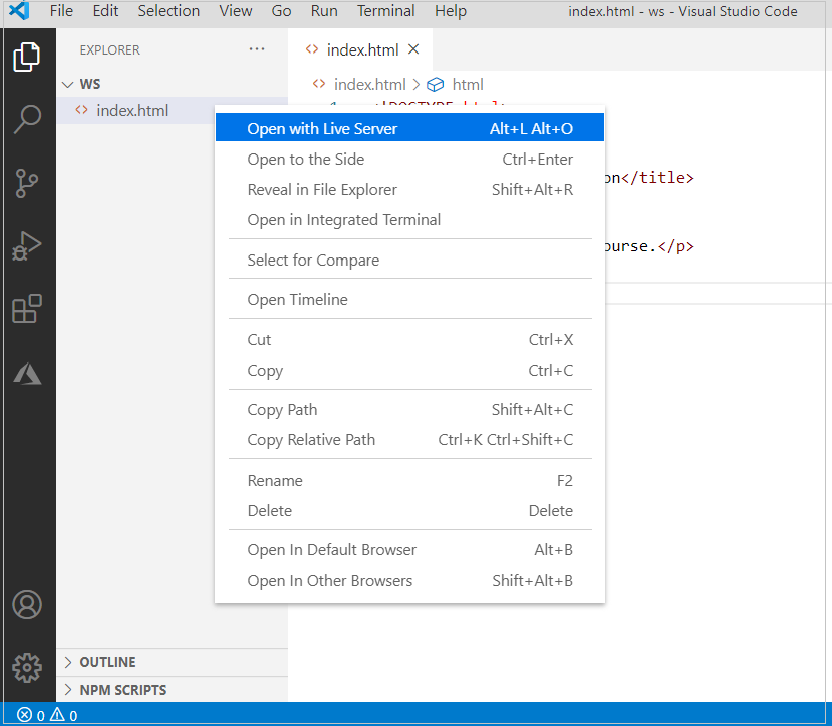 File Edit Selection View Go Run Terminal Help index.html - ws - Visual Studio Code
EXPLORER
index.html
WS
index.html > html
index.html
Open with Live Server Alt+L Alt+O
Open to the Side Ctrl+Enter
on</title>
Reveal in File Explorer Shift+Alt+R
Open in Integrated Terminal
ourse.</p>
Select for Compare
Open Timeline
Cut Ctrl+X
Copy Ctrl+C
Copy Path Shift+Alt+C
Copy Relative Path Ctrl+K Ctrl+Shift+C
Rename F2
Delete Delete
Open In Default Browser Alt+B
Open In Other Browsers Shift+Alt+B
OUTLINE
NPM SCRIPTS
0 0